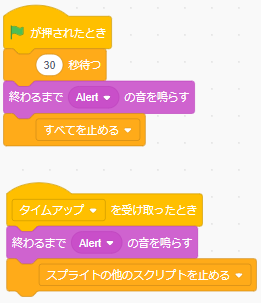 が押されたとき
30 秒待つ
終わるまで Alert の音を鳴らす
すべてを止める
タイムアップ を受け取ったとき
終わるまで Alert の音を鳴らす
スプライトの他のスクリプトを止める